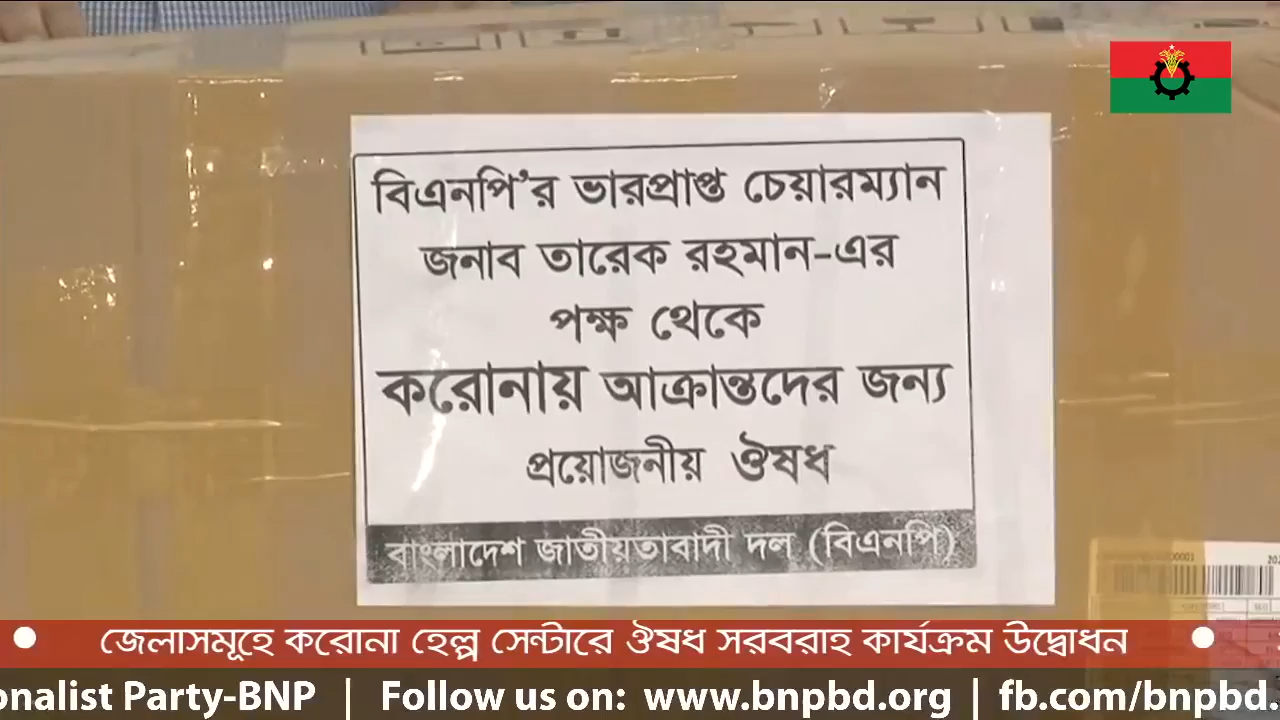 বিএনপি'র ভারপ্রাপ্ত চেয়ারম্যান
জনাব তারেক রহমান-এর
পক্ষ থেকে
করোনায় আক্রান্তদের জন্য
প্রয়োজনীয় ঔষধ
বাংলাদেশ জাতীয়তাবাদী দল (বিএনপি)
জেলাসমূহে করোনা হেল্প সেন্টারে ঔষধ সরবরাহ কার্যক্রম উদ্বোধন
onalist Party-BNP | Follow us on: www.bnpbd.org | fb.com/bnpbd.